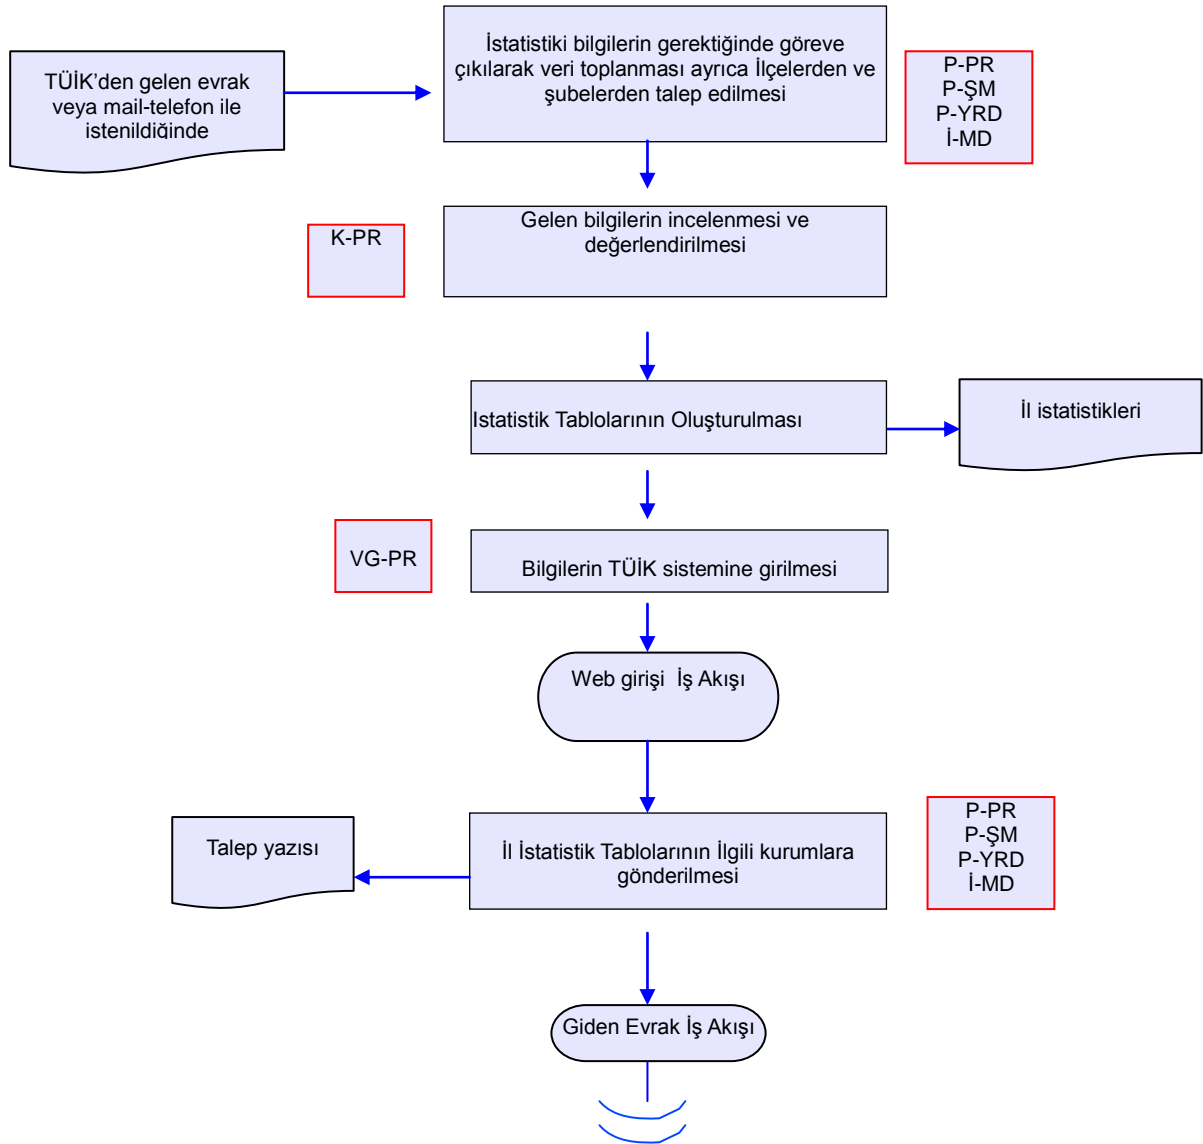 TÜİK’den gelen evrak
veya mail-telefon ile
istenildiğinde
İstatistiki bilgilerin gerektiğinde göreve
çıkılarak veri toplanması ayrıca İlçelerden ve
şubelerden talep edilmesi
P-PR
P-ŞM
P-YRD
İ-MD
K-PR
Gelen bilgilerin incelenmesi ve
değerlendirilmesi
Istatistik Tablolarının Oluşturulması
İl istatistikleri
VG-PR
Bilgilerin TÜİK sistemine girilmesi
Web girişi  İş Akışı
Talep yazısı
İl İstatistik Tablolarının İlgili kurumlara
gönderilmesi
P-PR
P-ŞM
P-YRD
İ-MD
Giden Evrak İş Akışı